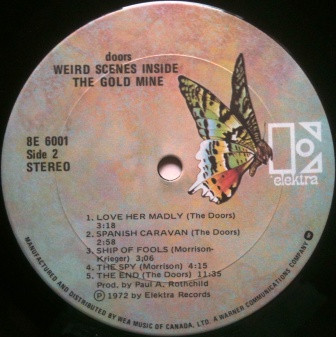 doors
WEIRD SCENES INSIDE
THE GOLD MINE
8E 6001
Side 2
STEREO
elektra
1. LOVE HER MADLY (The Doors)
3:18
2. SPANISH CARAVAN (The Doors)
2:58
3. SHIP OF FOOLS (Morrison-
Krieger) 3;06
4. THE SPY (Morrison) 4:15
5. THE END (The Doors) 11:35
Prod. by Paul A. Rothchild
Ⓟ 1972 by Elektra Records
MANUFACTURED AND DISTRIBUTED BY WEA MUSIC OF CANADA, LTD. A WARNER COMMUNICATIONS COMPANY